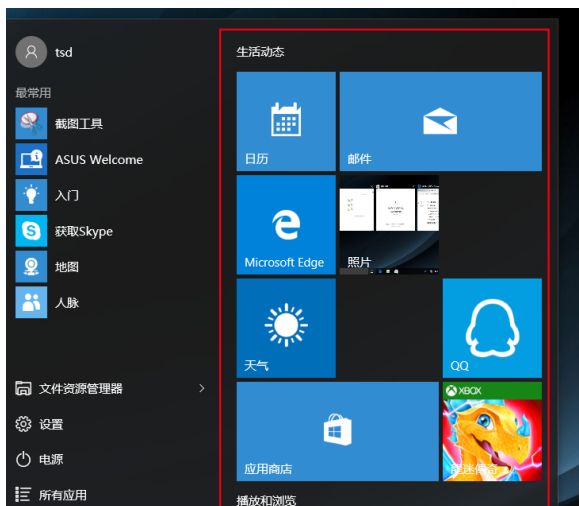 tsd
最常用
截图工具
ASUS Welcome
入门
获取Skype
地图
人脉
文件资源管理器
设置
电源
所有应用
生活动态
日历
邮件
Microsoft Edge
照片
天气
QQ
应用商店
XBOX
播放和浏览